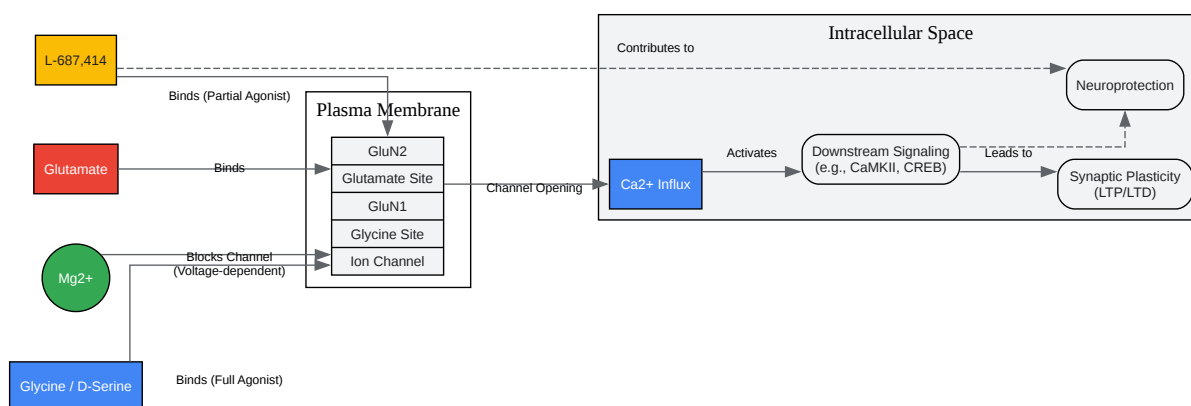 Intracellular Space
Contributes to
L-687,414
Neuroprotection
Binds (Partial Agonist)
Plasma Membrane
GluN2
Glutamate Site
GluN1
Glycine Site
Ion Channel
Glutamate
Binds
Channel Opening
Ca2+ Influx
Activates
Downstream Signaling
(e.g., CaMKII, CREB)
Leads to
Synaptic Plasticity
(LTP/LTD)
Mg2+
Blocks Channel
(Voltage-dependent)
Glycine / D-Serine
Binds (Full Agonist)